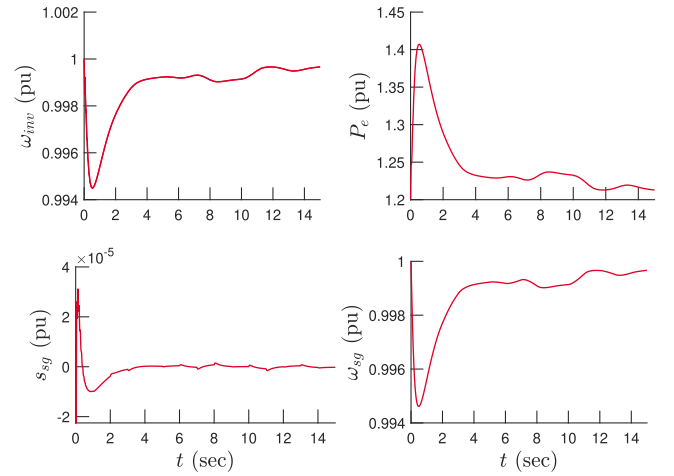 1.002
1
0.998
0.996
0.994
ω_inv (pu)
0 2 4 6 8 10 12 14
1.45
1.4
1.35
1.3
1.25
1.2
P_e (pu)
0 2 4 6 8 10 12 14
×10^-5
4
2
0
-2
s_sg (pu)
0 2 4 6 8 10 12 14
t (sec)
1
0.998
0.996
0.994
ω_sg (pu)
0 2 4 6 8 10 12 14
t (sec)